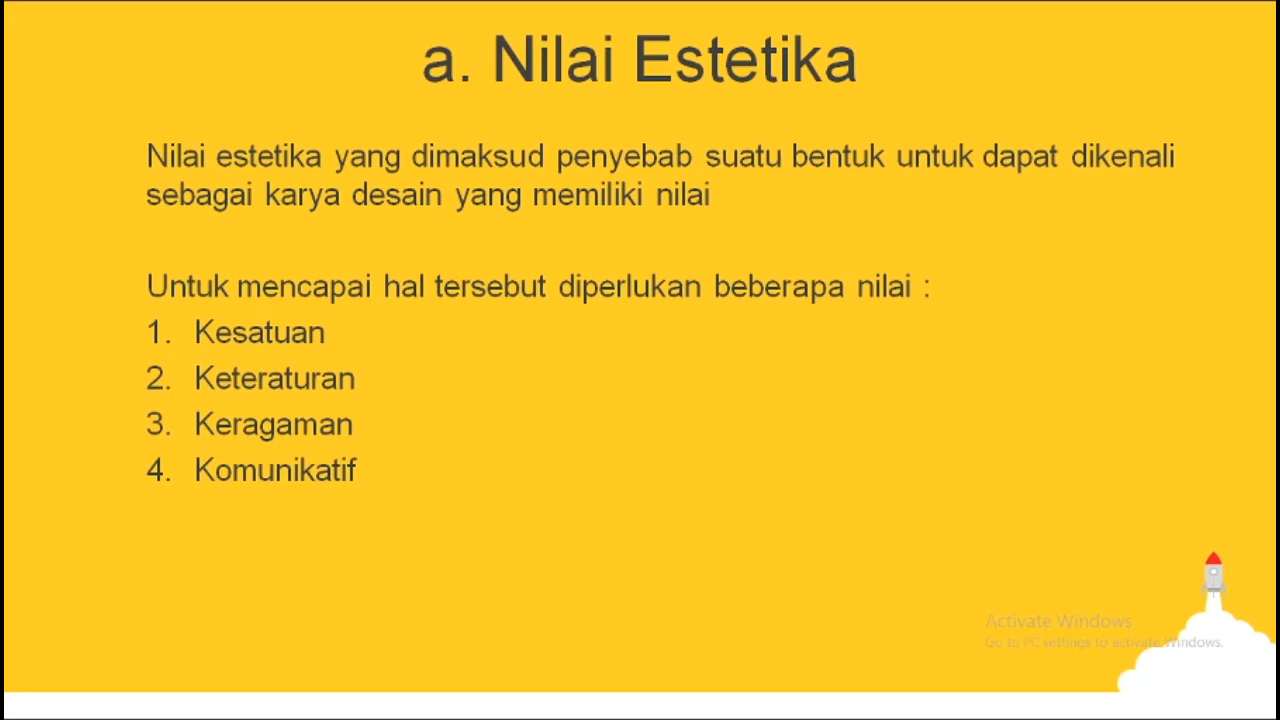 a. Nilai Estetika
Nilai estetika yang dimaksud penyebab suatu bentuk untuk dapat dikenali
sebagai karya desain yang memiliki nilai
Untuk mencapai hal tersebut diperlukan beberapa nilai :
1. Kesatuan
2. Keteraturan
3. Keragaman
4. Komunikatif
Activate Windows
Go to PC settings to activate Windows.